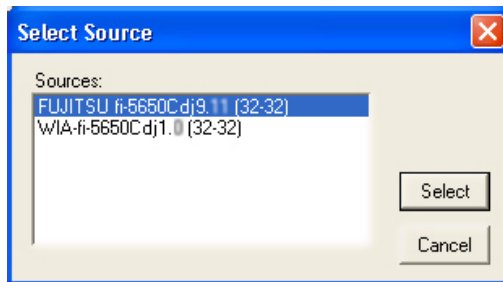 Select Source
Sources:
FUJITSU fi-5650Cdj9.11 (32-32)
WIA-fi-5650Cdj1.0 (32-32)
Select
Cancel